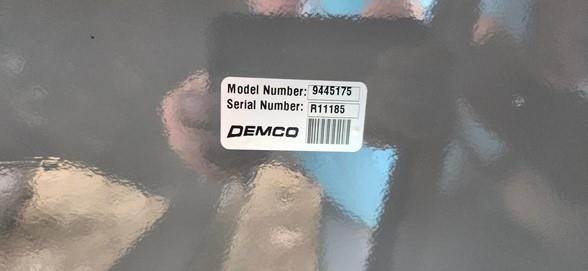 Model Number: 9445175
Serial Number: R11185
DEMCO